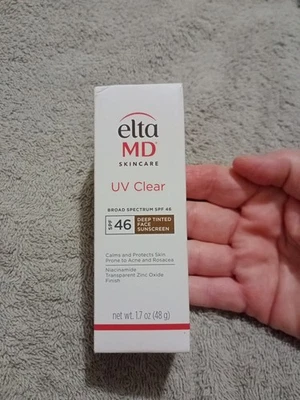 elta
MD
SKINCARE
UV Clear
BROAD SPECTRUM SPF 46
SPF 46 DEEP TINTED
FACE
SUNSCREEN
Calms and Protects Skin
Prone to Acne and Rosacea
Niacinamide
Transparent Zinc Oxide
Finish
net wt. 1.7 oz (48 g)